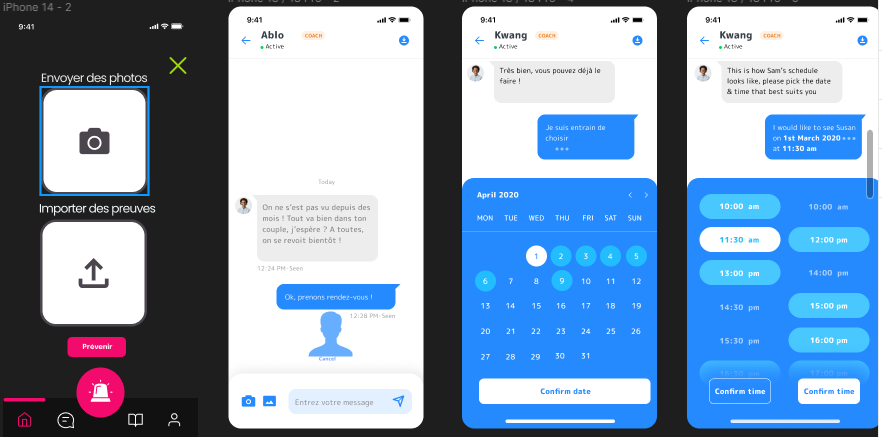 iPhone 14 - 2
9:41
Envoyer des photos
Importer des preuves
Prévenir
9:41
Ablo
COACH
Active
Today
On ne s'est pas vu depuis des
mois ! Tout va bien dans ton
couple, j'espère ? A toutes,
on se revoit bientôt !
12:24 PM·Seen
Ok, prenons rendez-vous !
12:28 PM·Seen
Cancel
Entrez votre message
9:41
Kwang
COACH
Active
Très bien, vous pouvez déjà le
faire !
Je suis entrain de
choisir
April 2020
MON TUE WED THU FRI SAT SUN
1 2 3 4 5
6 7 8 9 10 11 12
13 14 15 16 17 18 19
20 21 22 23 24 25 26
27 28 29 30 31
Confirm date
9:41
Kwang
COACH
Active
This is how Sam's schedule
looks like, please pick the date
& time that best suits you
I would like to see Susan
on 1st March 2020
at 11:30 am
10:00 am 10:00 am
11:30 am 12:00 pm
13:00 pm 14:00 pm
14:30 pm 15:00 pm
15:30 pm 16:00 pm
16:30 pm 17:00 pm
Confirm time Confirm time